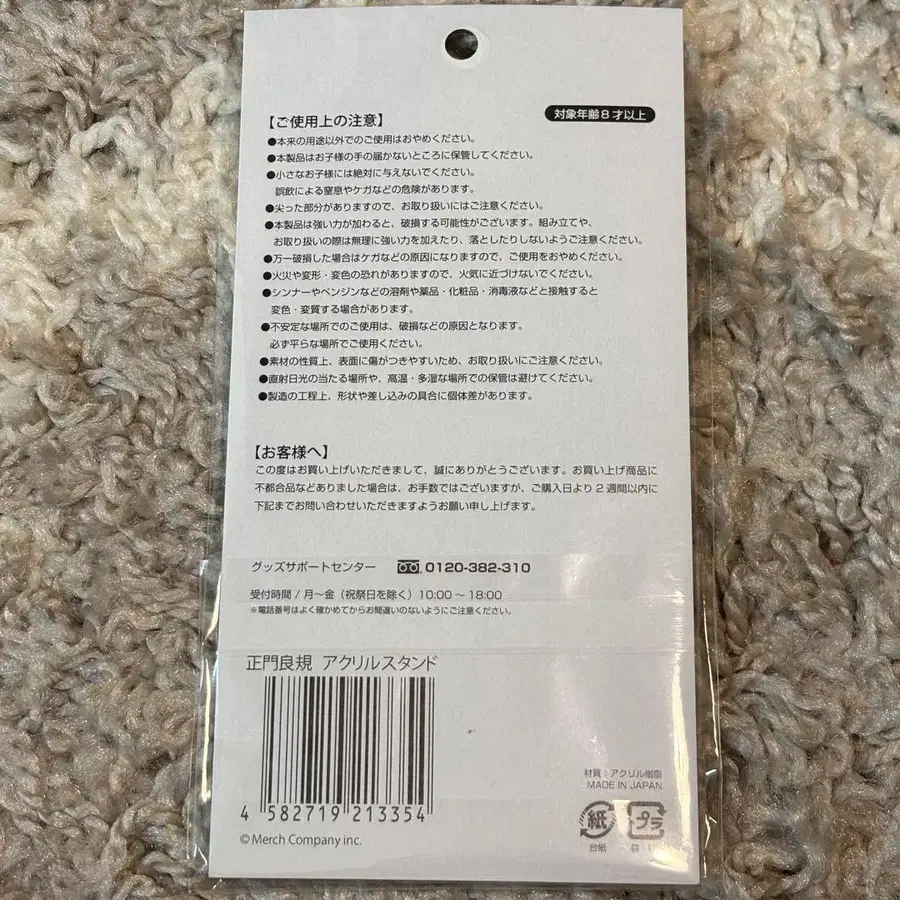 【ご使用上の注意】
対象年齢8才以上
●本来の用途以外でのご使用はおやめください。
●本製品はお子様の手の届かないところに保管してください。
●小さなお子様には絶対に与えないでください。
誤飲による窒息やケガなどの危険があります。
●尖った部分がありますので、お取り扱いにはご注意ください。
●本製品は強い力が加わると、破損する可能性がございます。組み立てや、
お取り扱いの際は無理に強い力を加えたり、落としたりしないようご注意ください。
●万一破損した場合はケガなどの原因になりますので、ご使用をおやめください。
●火災や変形・変色の恐れがありますので、火気に近づけないでください。
●シンナーやベンジンなどの溶剤や薬品・化粧品・消毒液などと接触すると
変色・変質する場合があります。
●不安定な場所でのご使用は、破損などの原因となります。
必ず平らな場所でご使用ください。
●素材の性質上、表面に傷がつきやすいため、お取り扱いにご注意ください。
●直射日光の当たる場所や、高温・多湿な場所での保管は避けてください。
●製造の工程上、形状や差し込みの具合に個体差があります。
【お客様へ】
この度はお買い上げいただきまして、誠にありがとうございます。お買い上げ商品に
不都合品などありました場合は、お手数ではございますが、ご購入日より2週間以内に
下記までお問い合わせいただきますようお願い申し上げます。
グッズサポートセンター 0120-382-310
受付時間/月～金（祝祭日を除く）10:00～18:00
※電話番号はよく確かめてからお間違いのないようにご注意ください。
正門良規 アクリルスタンド
4 582719 213354
© Merch Company inc.
材質：アクリル樹脂
MADE IN JAPAN
紙 プラ
台紙 袋：